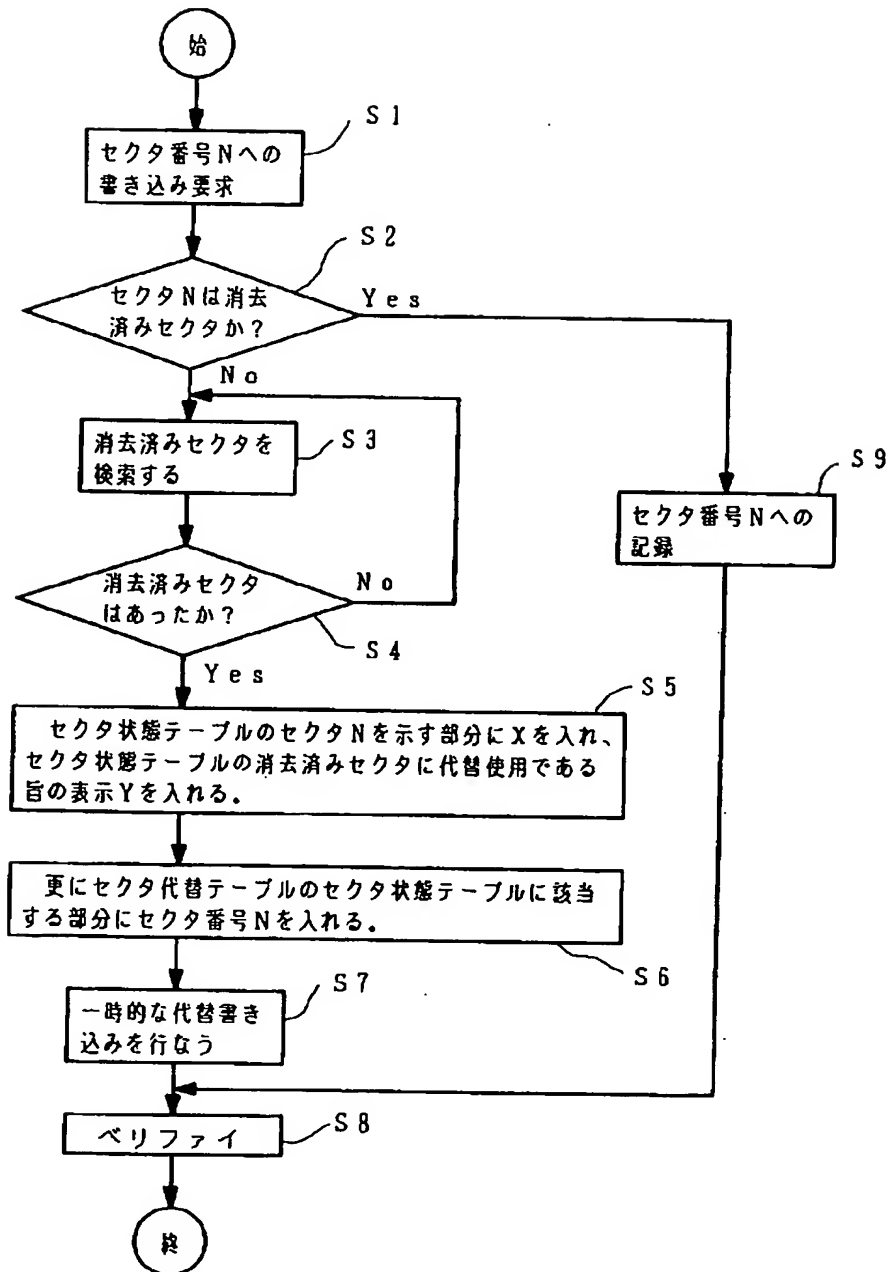 始
S1
セクタ番号Nへの
書き込み要求
S2
セクタNは消去
済みセクタか?
Yes
No
消去済みセクタを
検索する
S3
S9
セクタ番号Nへの
記録
消去済みセクタ
はあったか?
No
S4
Yes
S5
セクタ状態テーブルのセクタNを示す部分にXを入れ、
セクタ状態テーブルの消去済みセクタに代替使用である
旨の表示Yを入れる。
更にセクタ代替テーブルのセクタ状態テーブルに該当
する部分にセクタ番号Nを入れる。
S6
S7
一時的な代替書き
込みを行なう
ベリファイ
S8
終